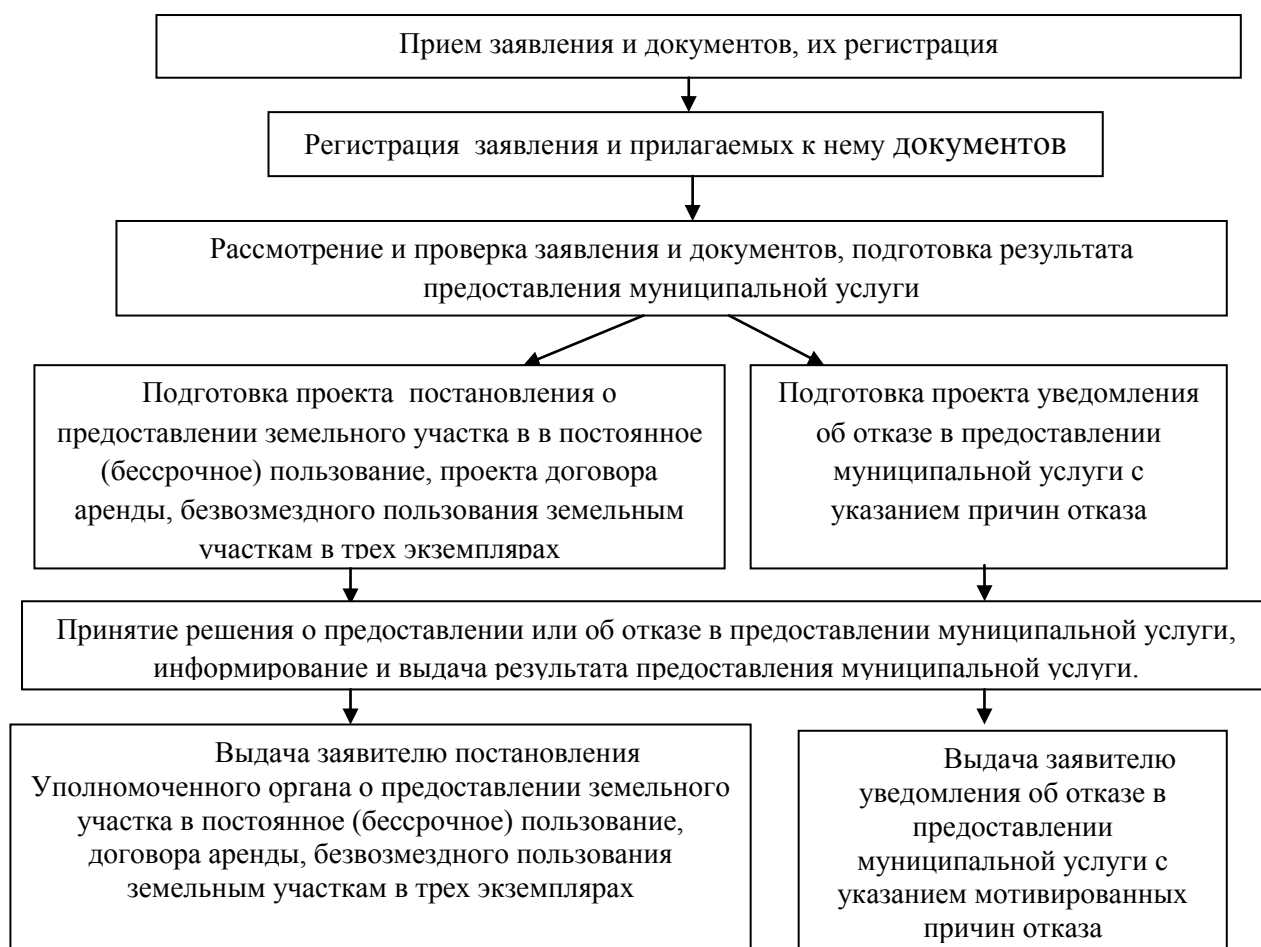 Прием заявления и документов, их регистрация
Регистрация заявления и прилагаемых к нему документов
Рассмотрение и проверка заявления и документов, подготовка результата
предоставления муниципальной услуги
Подготовка проекта постановления о
предоставлении земельного участка в в постоянное
(бессрочное) пользование, проекта договора
аренды, безвозмездного пользования земельным
участкам в трех экземплярах
Подготовка проекта уведомления
об отказе в предоставлении
муниципальной услуги с
указанием причин отказа
Принятие решения о предоставлении или об отказе в предоставлении муниципальной услуги,
информирование и выдача результата предоставления муниципальной услуги.
Выдача заявителю постановления
Уполномоченного органа о предоставлении земельного
участка в постоянное (бессрочное) пользование,
договора аренды, безвозмездного пользования
земельным участкам в трех экземплярах
Выдача заявителю
уведомления об отказе в
предоставлении
муниципальной услуги с
указанием мотивированных
причин отказа